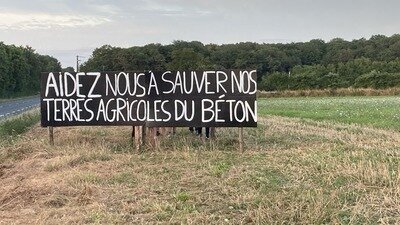 AIDEZ NOUS À SAUVER NOS
TERRES AGRICOLES DU BÉTON